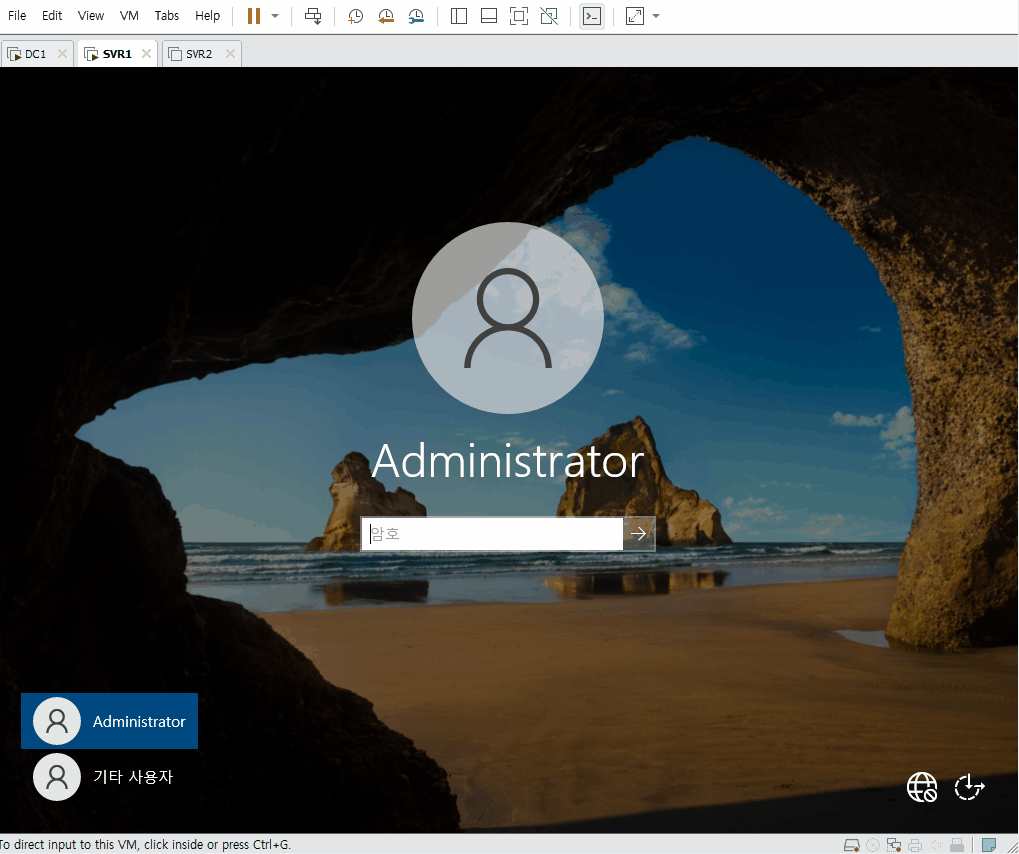 File Edit View VM Tabs Help
DC1 SVR1 SVR2
Administrator
암호
Administrator
기타 사용자
To direct input to this VM, click inside or press Ctrl+G.